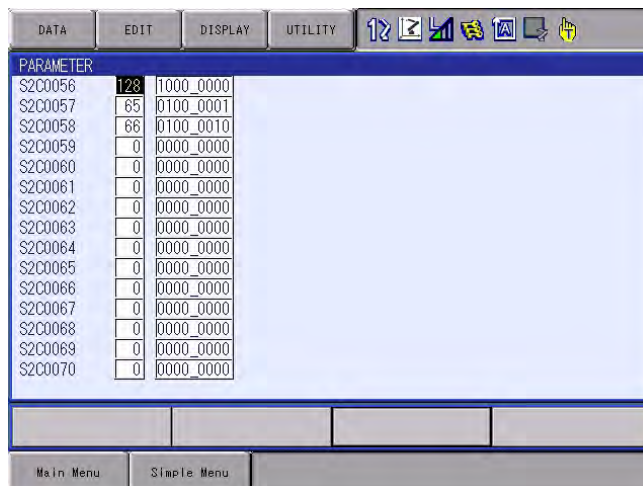 DATA EDIT DISPLAY UTILITY
PARAMETER
S2C0056 128 1000_0000
S2C0057 65 0100_0001
S2C0058 66 0100_0010
S2C0059 0 0000_0000
S2C0060 0 0000_0000
S2C0061 0 0000_0000
S2C0062 0 0000_0000
S2C0063 0 0000_0000
S2C0064 0 0000_0000
S2C0065 0 0000_0000
S2C0066 0 0000_0000
S2C0067 0 0000_0000
S2C0068 0 0000_0000
S2C0069 0 0000_0000
S2C0070 0 0000_0000
Main Menu Simple Menu